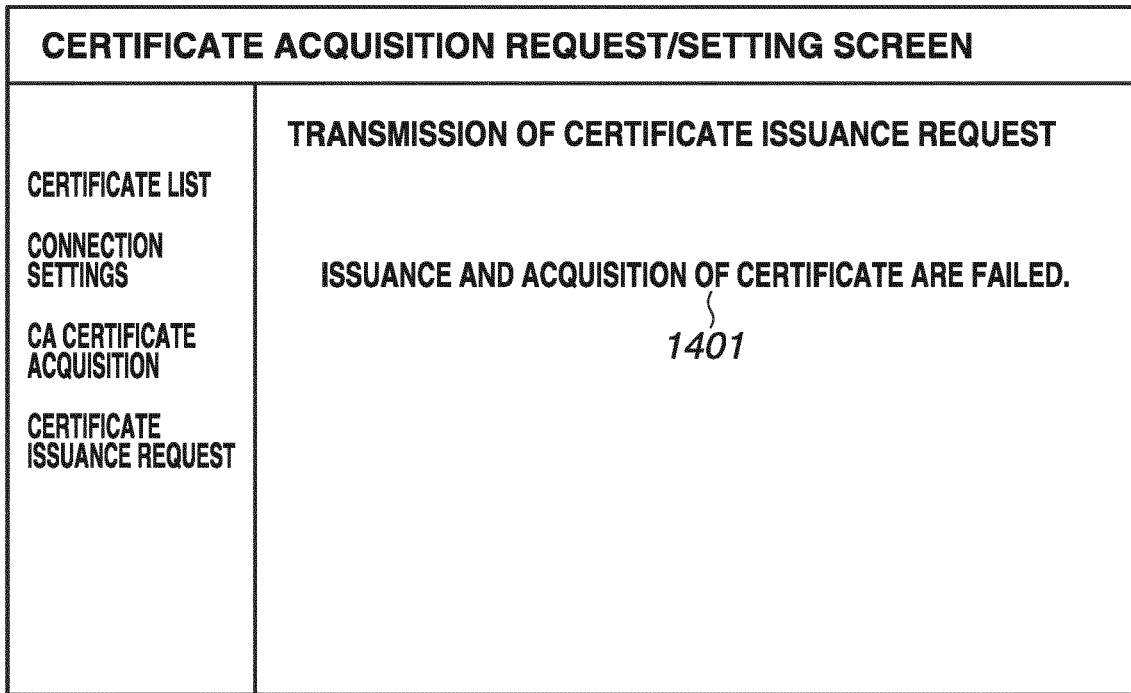 CERTIFICATE ACQUISITION REQUEST/SETTING SCREEN
CERTIFICATE LIST
CONNECTION
SETTINGS
CA CERTIFICATE
ACQUISITION
CERTIFICATE
ISSUANCE REQUEST
TRANSMISSION OF CERTIFICATE ISSUANCE REQUEST
ISSUANCE AND ACQUISITION OF CERTIFICATE ARE FAILED.
1401